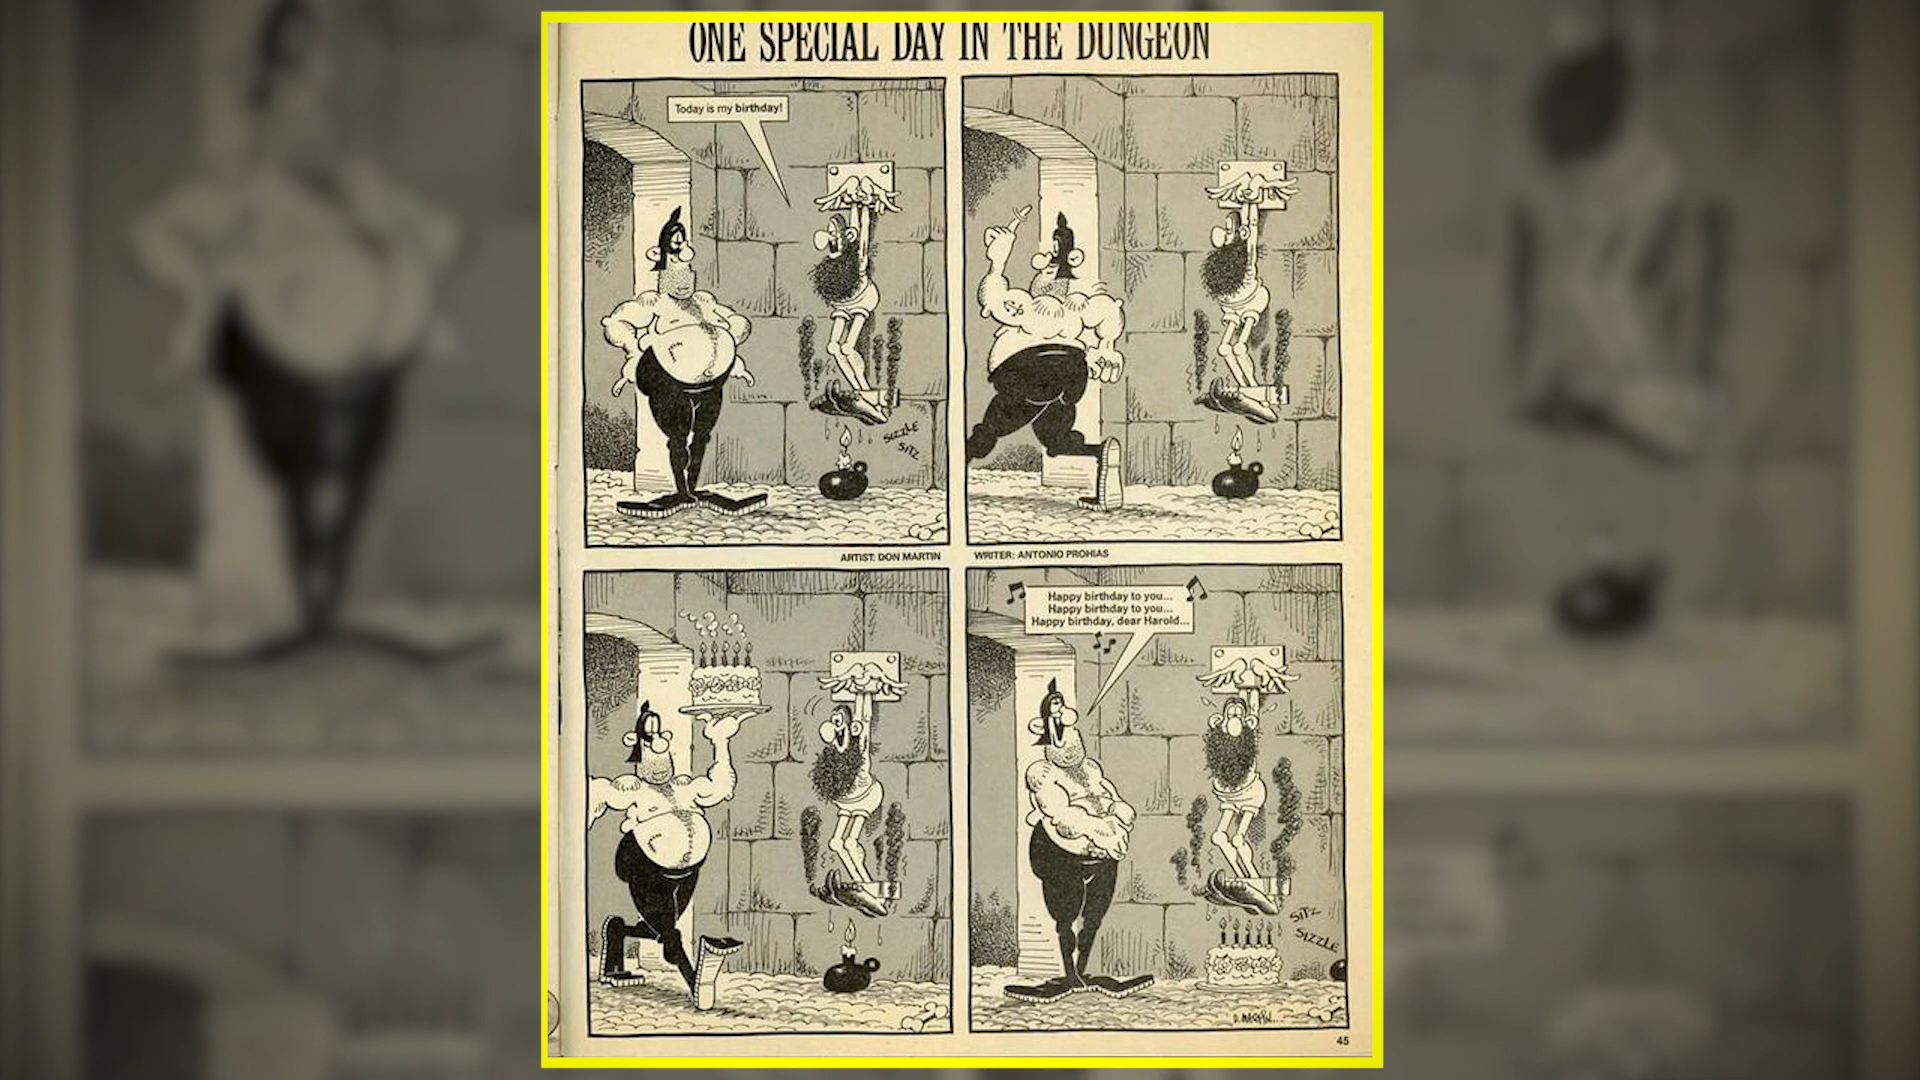 ONE SPECIAL DAY IN THE DUNGEON
Today is my birthday!
SIZZLE
SITZ
ARTIST: DON MARTIN
WRITER: ANTONIO PROHIAS
Happy birthday to you...
Happy birthday to you...
Happy birthday, dear Harold...
SITZ
SIZZLE
D. MARTIN...
45